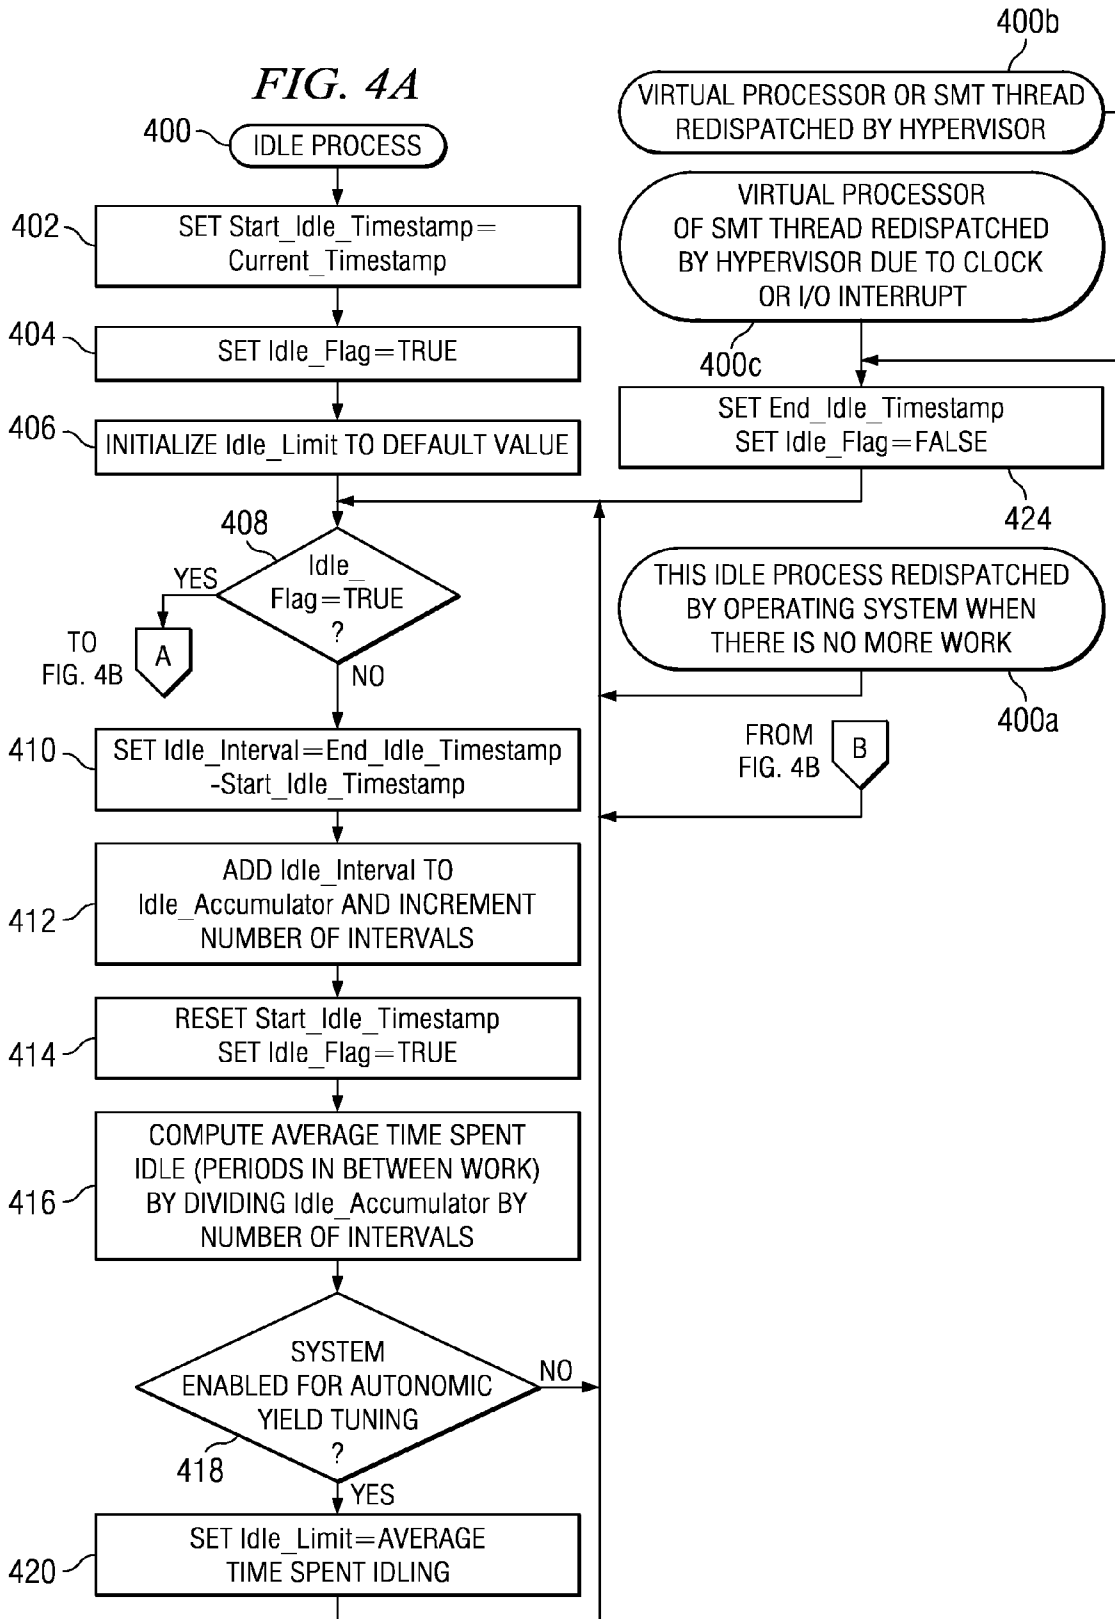 FIG. 4A
400
IDLE PROCESS
402
SET Start_Idle_Timestamp=
Current_Timestamp
404
SET Idle_Flag=TRUE
406
INITIALIZE Idle_Limit TO DEFAULT VALUE
408
Idle_
Flag=TRUE
?
YES
TO
FIG. 4B
A
NO
410
SET Idle_Interval=End_Idle_Timestamp
-Start_Idle_Timestamp
412
ADD Idle_Interval TO
Idle_Accumulator AND INCREMENT
NUMBER OF INTERVALS
414
RESET Start_Idle_Timestamp
SET Idle_Flag=TRUE
416
COMPUTE AVERAGE TIME SPENT
IDLE (PERIODS IN BETWEEN WORK)
BY DIVIDING Idle_Accumulator BY
NUMBER OF INTERVALS
SYSTEM
ENABLED FOR AUTONOMIC
YIELD TUNING
?
418
NO
YES
420
SET Idle_Limit=AVERAGE
TIME SPENT IDLING
400b
VIRTUAL PROCESSOR OR SMT THREAD
REDISPATCHED BY HYPERVISOR
VIRTUAL PROCESSOR
OF SMT THREAD REDISPATCHED
BY HYPERVISOR DUE TO CLOCK
OR I/O INTERRUPT
400c
SET End_Idle_Timestamp
SET Idle_Flag=FALSE
424
THIS IDLE PROCESS REDISPATCHED
BY OPERATING SYSTEM WHEN
THERE IS NO MORE WORK
400a
FROM
FIG. 4B
B